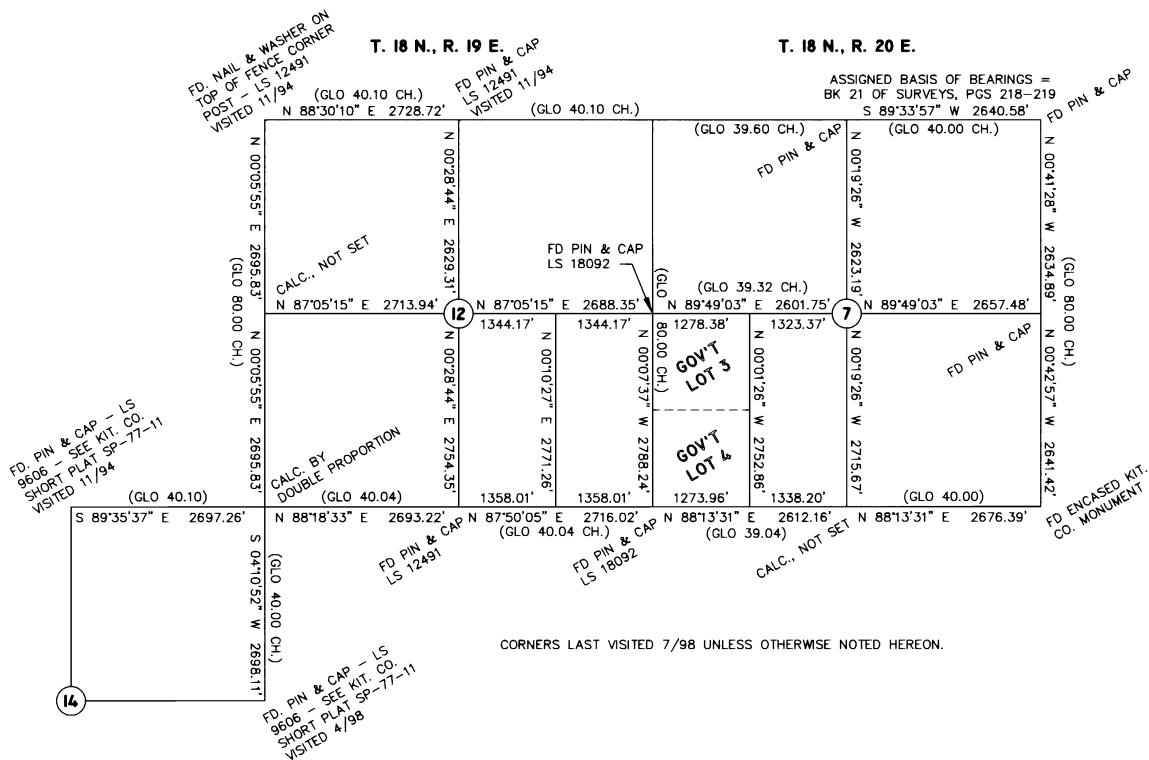 T. 18 N., R. 19 E.
T. 18 N., R. 20 E.
FD. NAIL & WASHER ON
TOP OF FENCE CORNER
POST - LS 12491
VISITED 11/94
(GLO 40.10 CH.)
N 88°30'10" E 2728.72'
FD PIN & CAP
LS 12491
VISITED 11/94
(GLO 40.10 CH.)
(GLO 39.60 CH.)
FD PIN & CAP
ASSIGNED BASIS OF BEARINGS =
BK 21 OF SURVEYS, PGS 218-219
S 89°33'57" W 2640.58'
(GLO 40.00 CH.)
FD PIN & CAP
N 00°05'55" E 2695.83'
(GLO 80.00 CH.)
N 00°28'44" E 2629.31'
N 00°19'26" W 2623.19'
N 00°41'28" W 2634.89'
(GLO 80.00 CH.)
CALC., NOT SET
FD PIN & CAP
LS 18092
(GLO 80.00 CH.)
(GLO 39.32 CH.)
N 87°05'15" E 2713.94'
12
N 87°05'15" E 2688.35'
N 89°49'03" E 2601.75'
7
N 89°49'03" E 2657.48'
1344.17'
1344.17'
1278.38'
1323.37'
FD PIN & CAP
N 00°05'55" E 2695.83'
N 00°28'44" E 2754.35'
N 00°10'27" E 2771.26'
N 00°07'37" W 2788.24'
GOV'T
LOT 3
GOV'T
LOT 4
N 00°01'26" W 2752.86'
N 00°19'26" W 2715.67'
N 00°42'57" W 2641.42'
FD. PIN & CAP - LS
9606 - SEE KIT. CO.
SHORT PLAT SP-77-11
VISITED 11/94
CALC. BY
DOUBLE PROPORTION
(GLO 40.10)
(GLO 40.04)
1358.01'
1358.01'
1273.96'
1338.20'
(GLO 40.00)
S 89°35'37" E 2697.26'
N 88°18'33" E 2693.22'
N 87°50'05" E 2716.02'
N 88°13'31" E 2612.16'
N 88°13'31" E 2676.39'
(GLO 40.04 CH.)
(GLO 39.04)
FD PIN & CAP
LS 12491
FD PIN & CAP
LS 18092
CALC., NOT SET
FD ENCASED KIT.
CO. MONUMENT
S 04°10'52" W 2698.11'
(GLO 40.00 CH.)
CORNERS LAST VISITED 7/98 UNLESS OTHERWISE NOTED HEREON.
14
FD. PIN & CAP - LS
9606 - SEE KIT. CO.
SHORT PLAT SP-77-11
VISITED 4/98